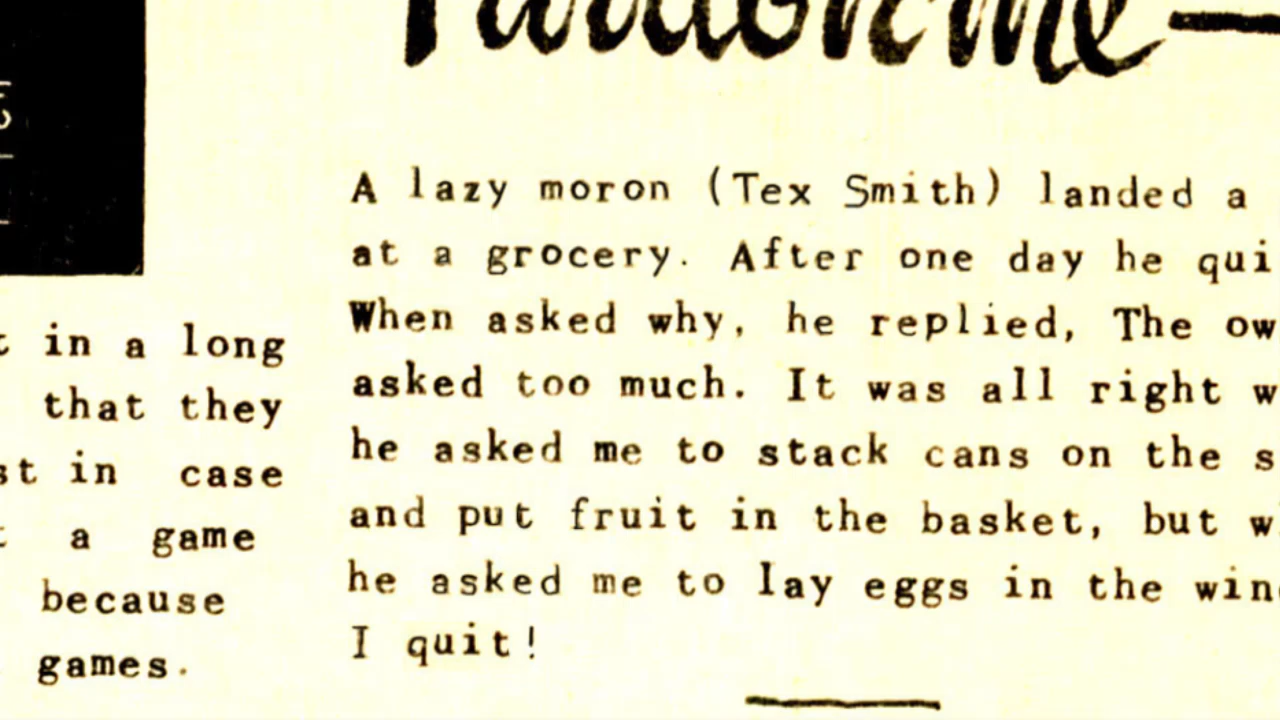 in a long
that they
in case
a game
because
games.
A lazy moron (Tex Smith) landed a
at a grocery. After one day he qui
When asked why, he replied, The ow
asked too much. It was all right w
he asked me to stack cans on the s
and put fruit in the basket, but w
he asked me to lay eggs in the win
I quit!